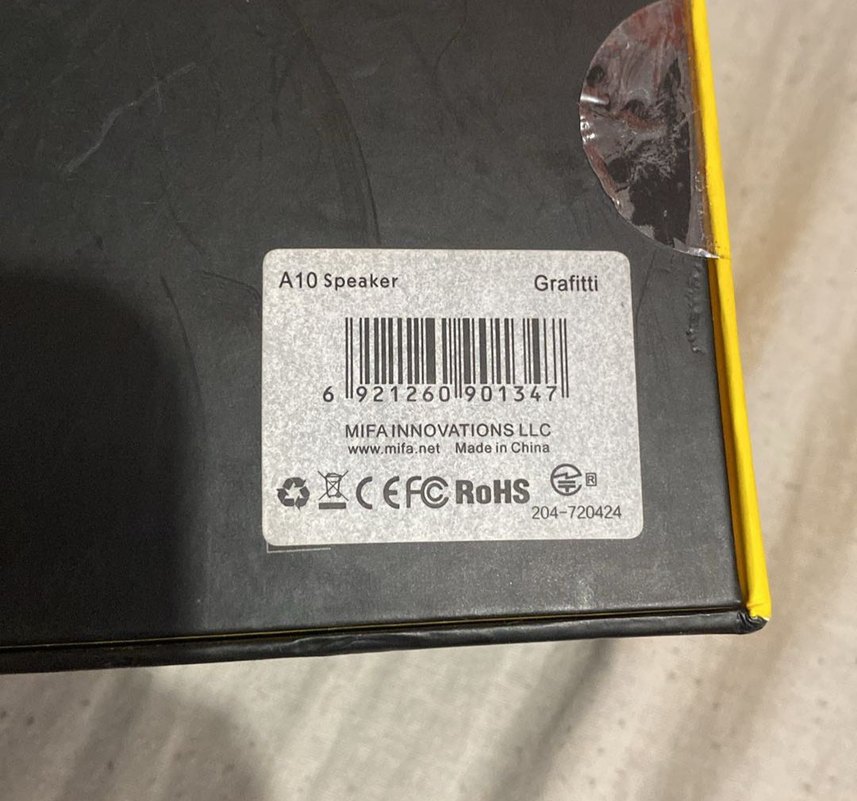 A10 Speaker Grafitti
6 921260 901347
MIFA INNOVATIONS LLC
www.mifa.net Made in China
CE FC RoHS R
204-720424